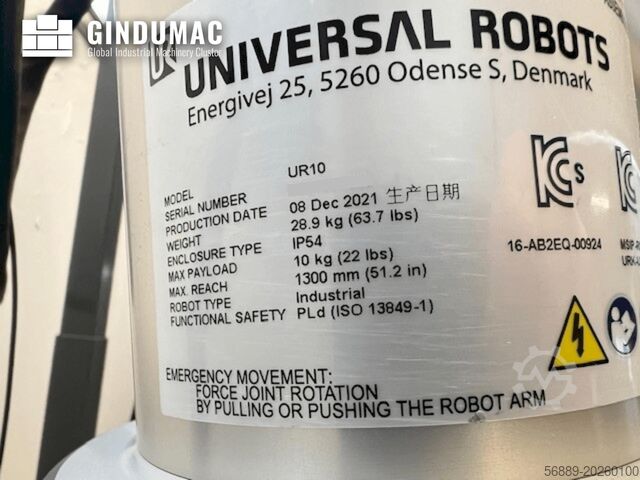 GINDUMAC
Global Industrial Machinery Cluster
UNIVERSAL ROBOTS
Energivej 25, 5260 Odense S, Denmark
MODEL UR10
SERIAL NUMBER
PRODUCTION DATE 08 Dec 2021 生产日期
WEIGHT 28.9 kg (63.7 lbs)
ENCLOSURE TYPE IP54
MAX PAYLOAD 10 kg (22 lbs)
MAX. REACH 1300 mm (51.2 in)
ROBOT TYPE Industrial
FUNCTIONAL SAFETY PLd (ISO 13849-1)
S
16-AB2EQ-00924
EMERGENCY MOVEMENT:
FORCE JOINT ROTATION
BY PULLING OR PUSHING THE ROBOT ARM
56889-20260100